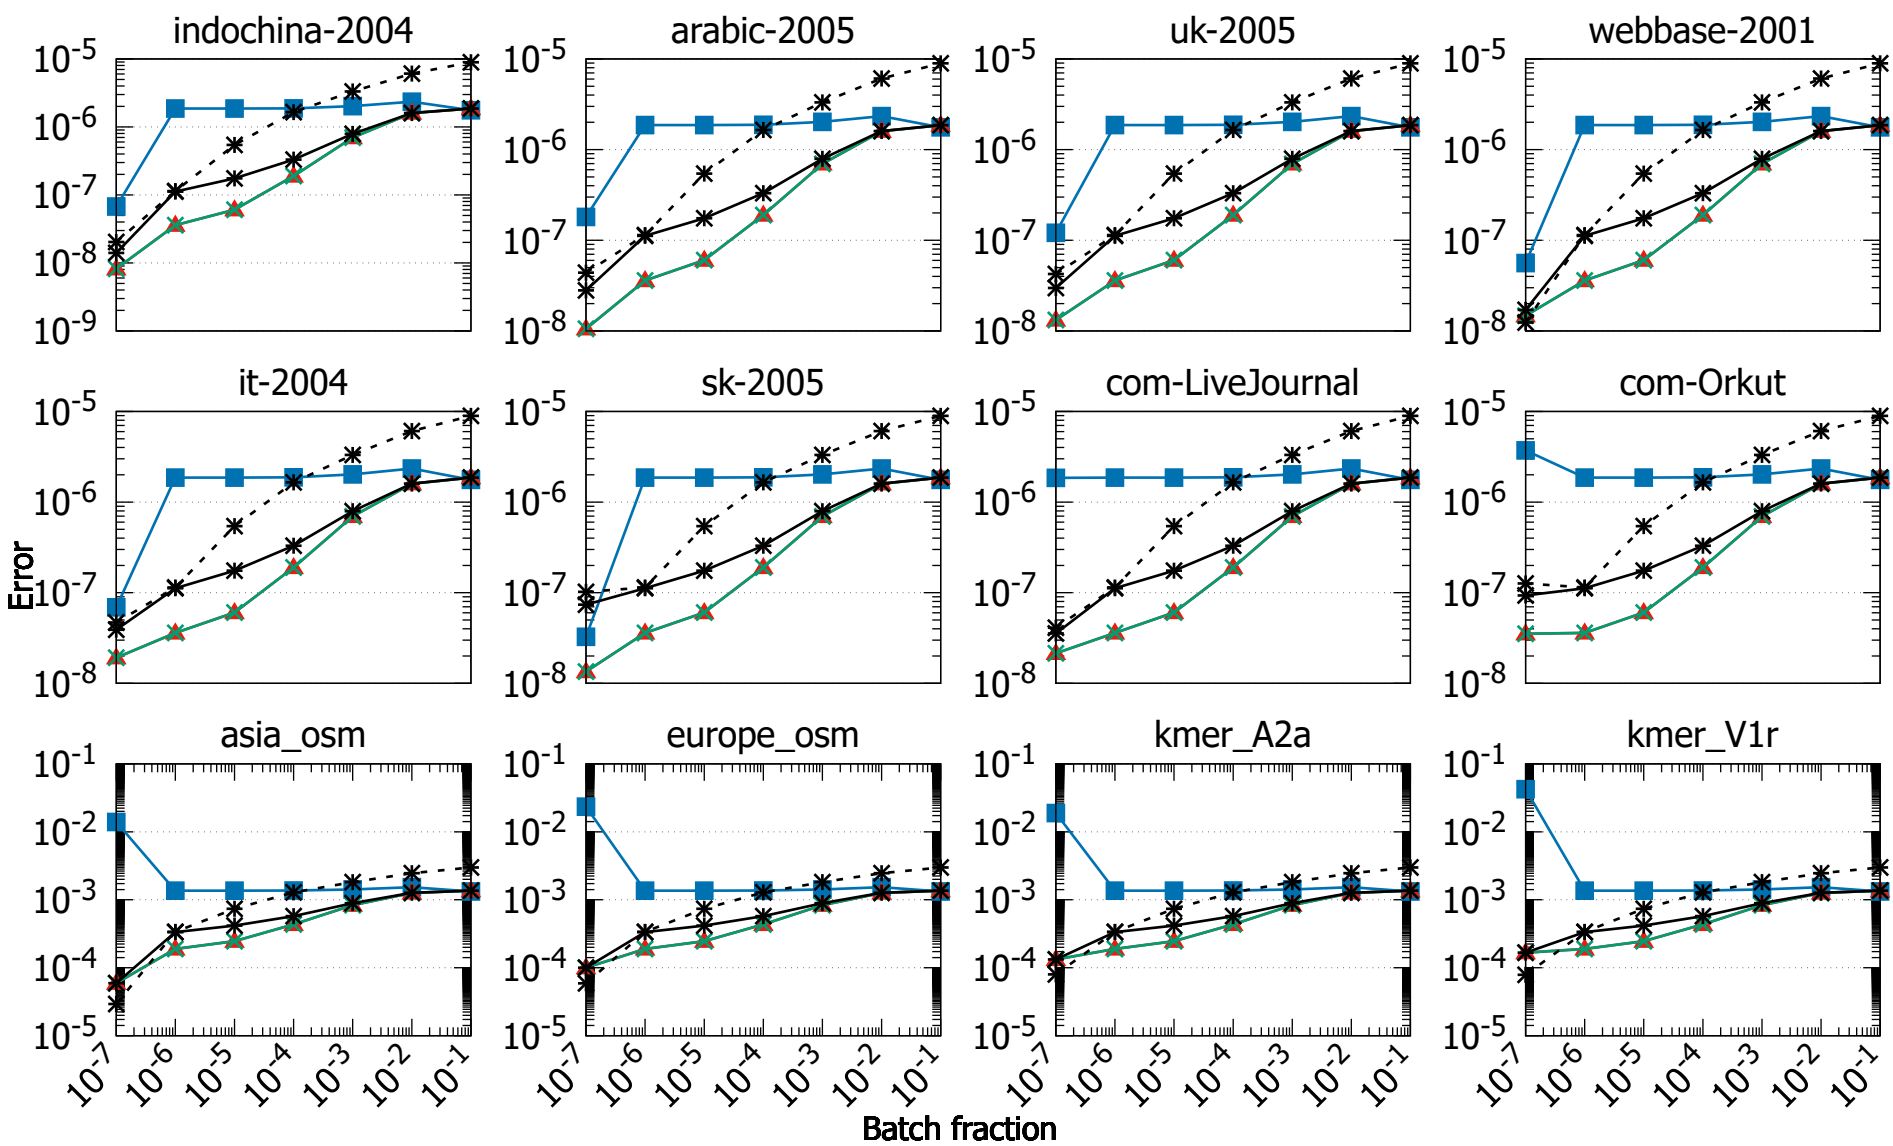 indochina-2004 arabic-2005 uk-2005 webbase-2001
10^-5 10^-5 10^-5 10^-5
10^-6 10^-6 10^-6 10^-6
10^-7 10^-7 10^-7 10^-7
10^-8 10^-8 10^-8 10^-8
10^-9
it-2004 sk-2005 com-LiveJournal com-Orkut
10^-5 10^-5 10^-5 10^-5
10^-6 10^-6 10^-6 10^-6
Error
10^-7 10^-7 10^-7 10^-7
10^-8 10^-8 10^-8 10^-8
asia_osm europe_osm kmer_A2a kmer_V1r
10^-1 10^-1 10^-1 10^-1
10^-2 10^-2 10^-2 10^-2
10^-3 10^-3 10^-3 10^-3
10^-4 10^-4 10^-4 10^-4
10^-5 10^-5 10^-5 10^-5
10^-7 10^-6 10^-5 10^-4 10^-3 10^-2 10^-1 10^-7 10^-6 10^-5 10^-4 10^-3 10^-2 10^-1 10^-7 10^-6 10^-5 10^-4 10^-3 10^-2 10^-1 10^-7 10^-6 10^-5 10^-4 10^-3 10^-2 10^-1
Batch fraction